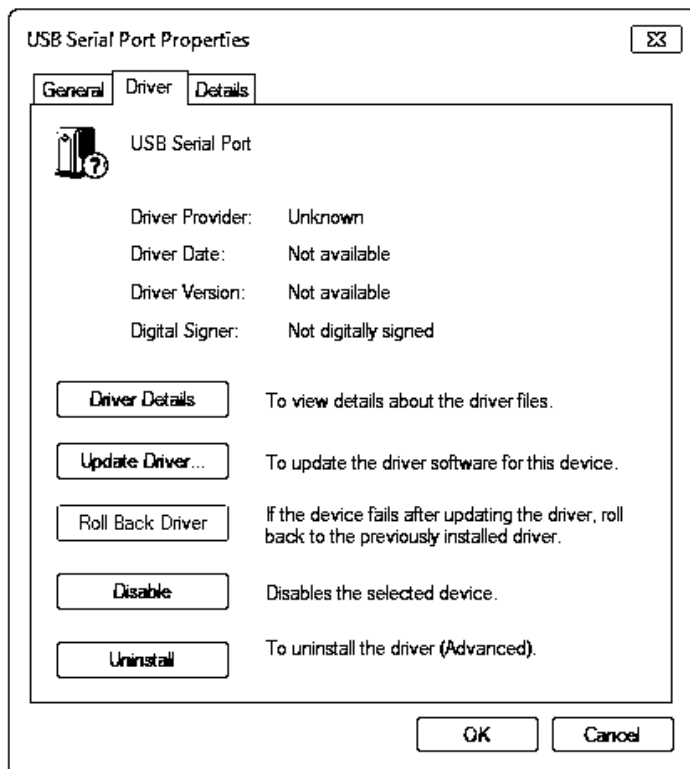 USB Serial Port Properties
General Driver Details
USB Serial Port
Driver Provider: Unknown
Driver Date: Not available
Driver Version: Not available
Digital Signer: Not digitally signed
Driver Details To view details about the driver files.
Update Driver... To update the driver software for this device.
Roll Back Driver If the device fails after updating the driver, roll
back to the previously installed driver.
Disable Disables the selected device.
Uninstall To uninstall the driver (Advanced).
OK Cancel